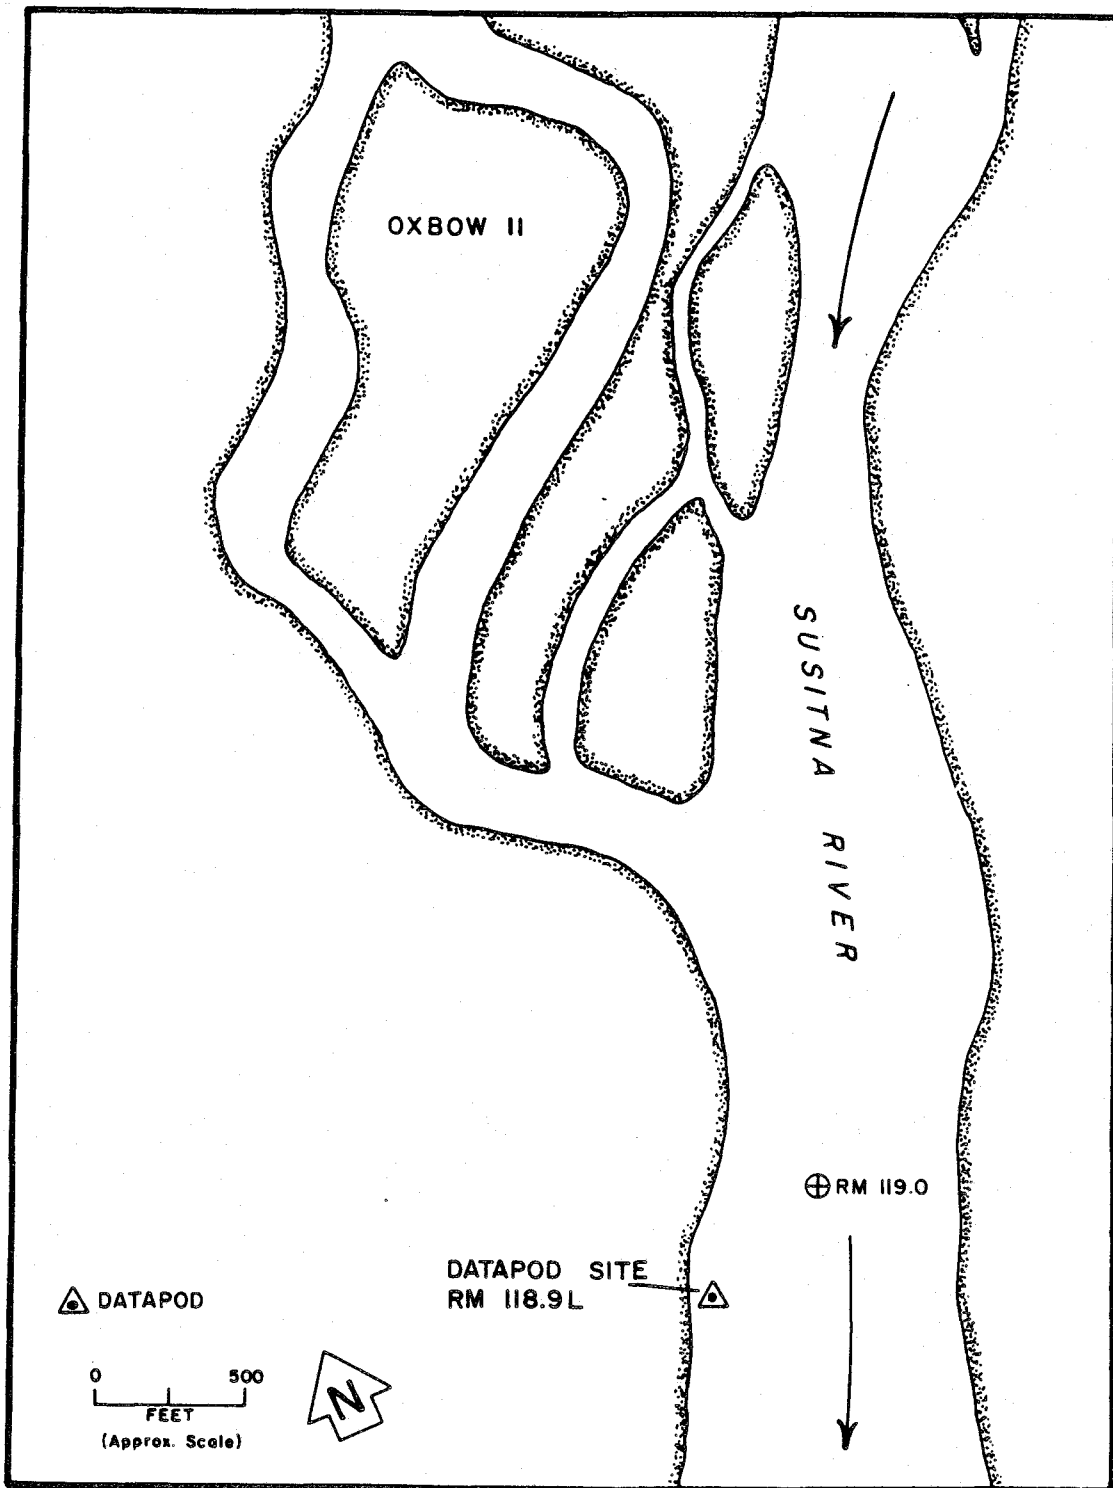 OXBOW II
SUSITNA RIVER
RM 119.0
DATAPOD SITE
RM 118.9L
DATAPOD
0 500
FEET
(Approx. Scale)
N